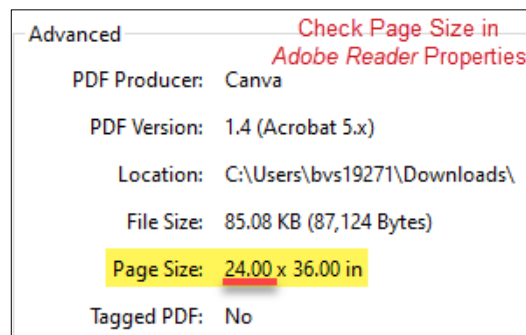 Check Page Size in
Adobe Reader Properties
Advanced
PDF Producer: Canva
PDF Version: 1.4 (Acrobat 5.x)
Location: C:\Users\bvs19271\Downloads\
File Size: 85.08 KB (87,124 Bytes)
Page Size: 24.00 x 36.00 in
Tagged PDF: No